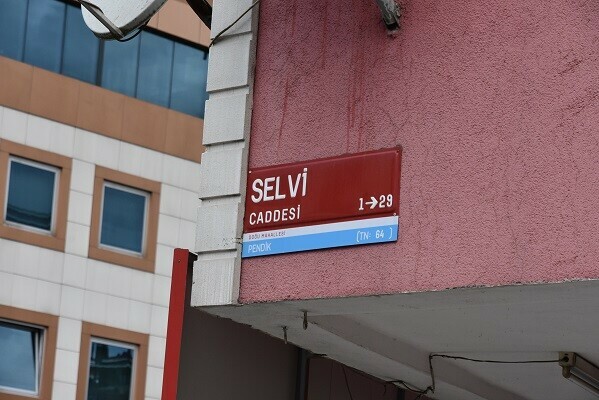 SELVİ
CADDESİ 1→29
DOĞU MAHALLESİ
PENDİK [TN: 64 ]